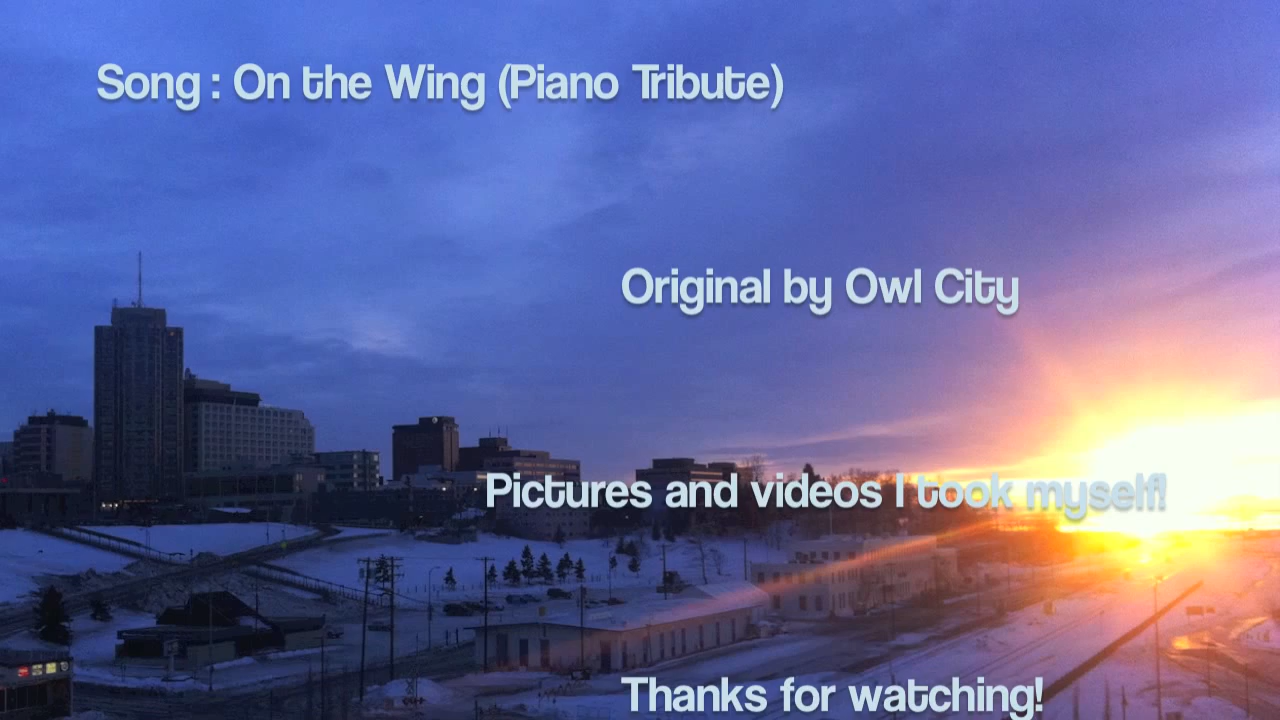 Song : On the Wing (Piano Tribute)
Original by Owl City
Pictures and videos I took myself!
Thanks for watching!